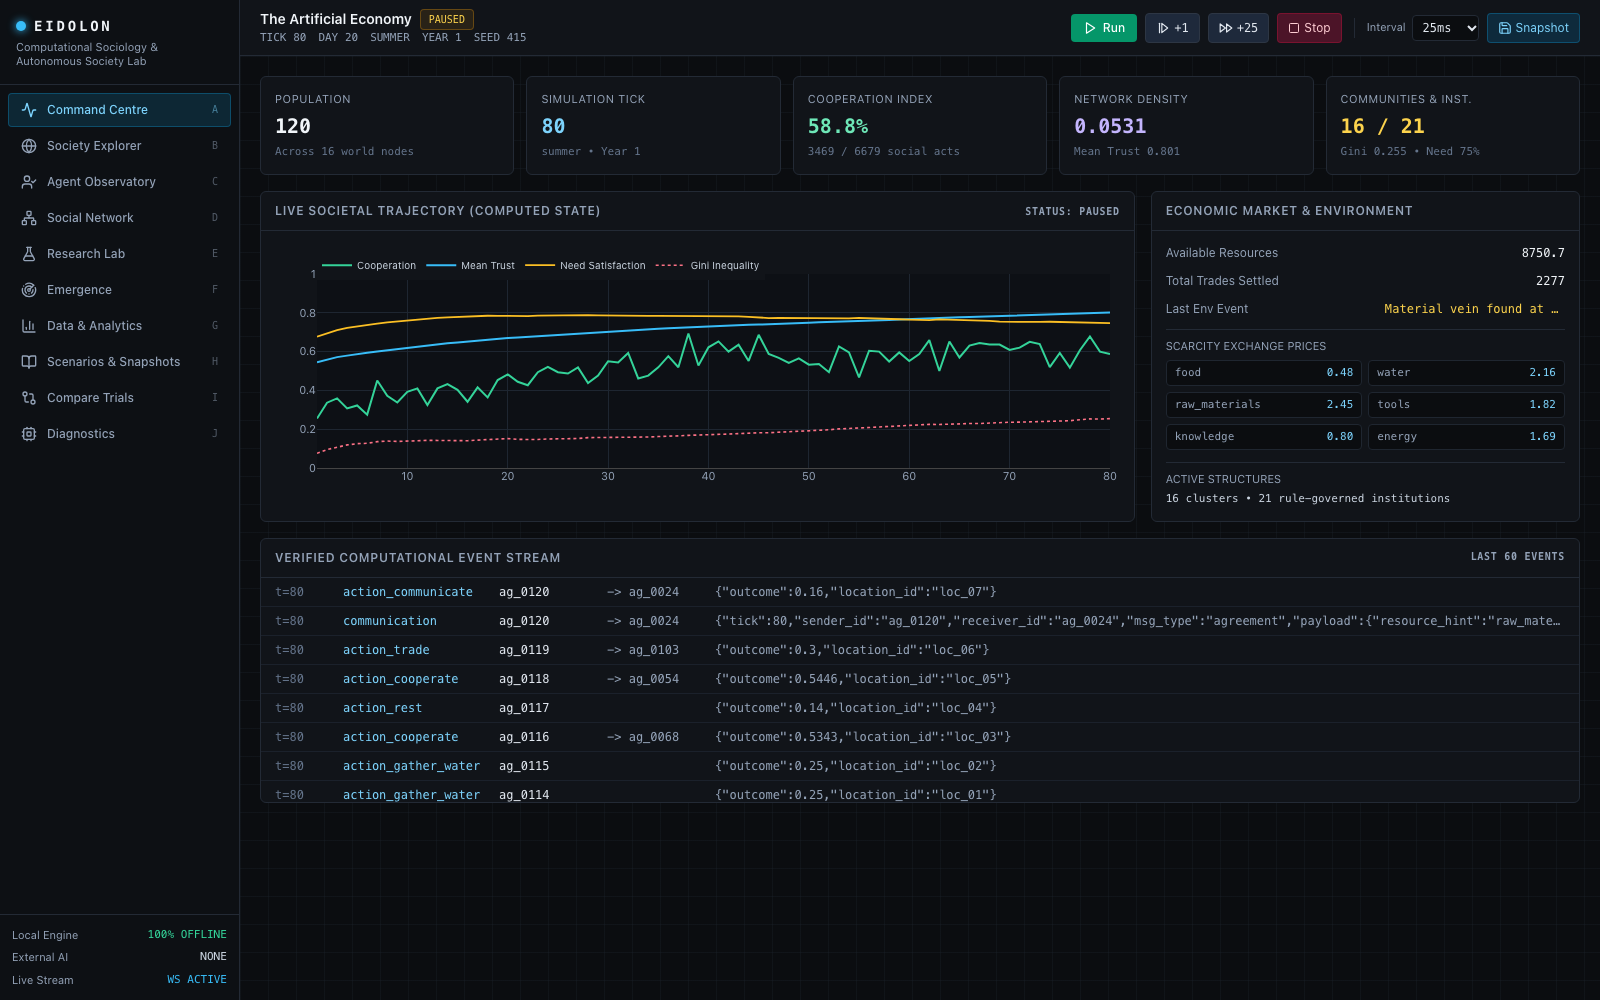 EIDOLON
Computational Sociology &
Autonomous Society Lab
Command Centre A
Society Explorer B
Agent Observatory C
Social Network D
Research Lab E
Emergence F
Data & Analytics G
Scenarios & Snapshots H
Compare Trials I
Diagnostics J
Local Engine 100% OFFLINE
External AI NONE
Live Stream WS ACTIVE
The Artificial Economy PAUSED
TICK 80 DAY 20 SUMMER YEAR 1 SEED 415
Run +1 +25 Stop Interval 25ms Snapshot
POPULATION
120
Across 16 world nodes
SIMULATION TICK
80
summer • Year 1
COOPERATION INDEX
58.8%
3469 / 6679 social acts
NETWORK DENSITY
0.0531
Mean Trust 0.801
COMMUNITIES & INST.
16 / 21
Gini 0.255 • Need 75%
LIVE SOCIETAL TRAJECTORY (COMPUTED STATE) STATUS: PAUSED
Cooperation Mean Trust Need Satisfaction Gini Inequality
1
0.8
0.6
0.4
0.2
0
10 20 30 40 50 60 70 80
ECONOMIC MARKET & ENVIRONMENT
Available Resources 8750.7
Total Trades Settled 2277
Last Env Event Material vein found at …
SCARCITY EXCHANGE PRICES
food 0.48 water 2.16
raw_materials 2.45 tools 1.82
knowledge 0.80 energy 1.69
ACTIVE STRUCTURES
16 clusters • 21 rule-governed institutions
VERIFIED COMPUTATIONAL EVENT STREAM LAST 60 EVENTS
t=80 action_communicate ag_0120 -> ag_0024 {"outcome":0.16,"location_id":"loc_07"}
t=80 communication ag_0120 -> ag_0024 {"tick":80,"sender_id":"ag_0120","receiver_id":"ag_0024","msg_type":"agreement","payload":{"resource_hint":"raw_mate…
t=80 action_trade ag_0119 -> ag_0103 {"outcome":0.3,"location_id":"loc_06"}
t=80 action_cooperate ag_0118 -> ag_0054 {"outcome":0.5446,"location_id":"loc_05"}
t=80 action_rest ag_0117 {"outcome":0.14,"location_id":"loc_04"}
t=80 action_cooperate ag_0116 -> ag_0068 {"outcome":0.5343,"location_id":"loc_03"}
t=80 action_gather_water ag_0115 {"outcome":0.25,"location_id":"loc_02"}
t=80 action_gather_water ag_0114 {"outcome":0.25,"location_id":"loc_01"}